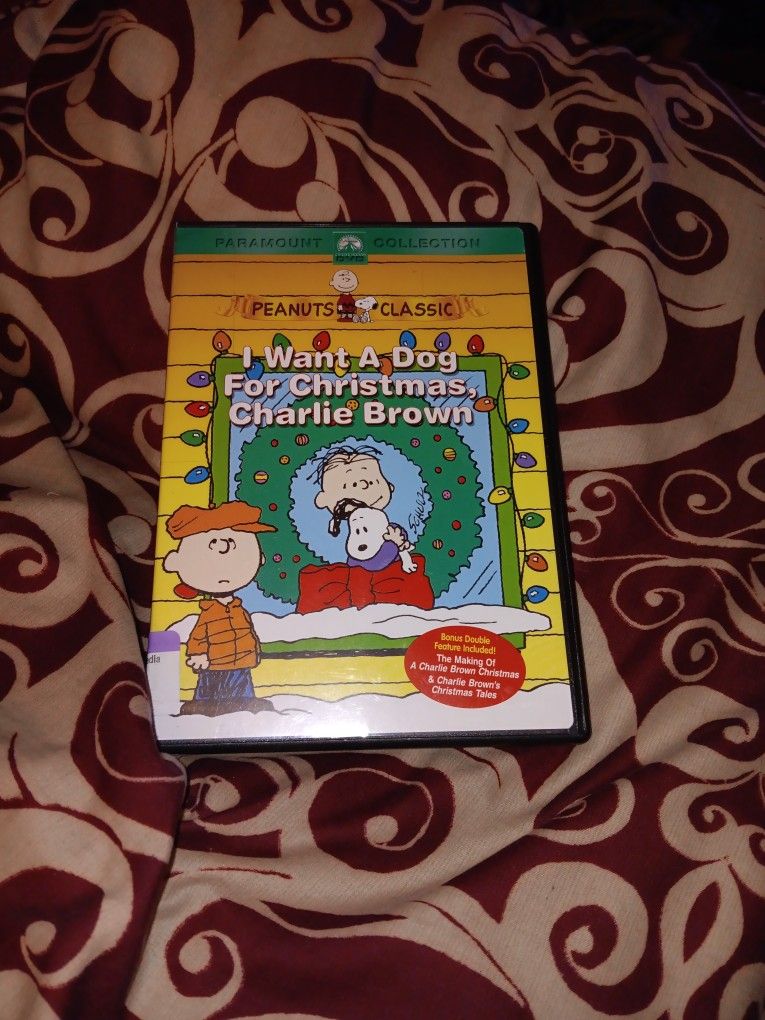 PARAMOUNT COLLECTION
PEANUTS CLASSIC
I Want A Dog
For Christmas,
Charlie Brown
SCHULZ
Bonus Double
Feature Included!
The Making Of
A Charlie Brown Christmas
& Charlie Brown's
Christmas Tales
edia